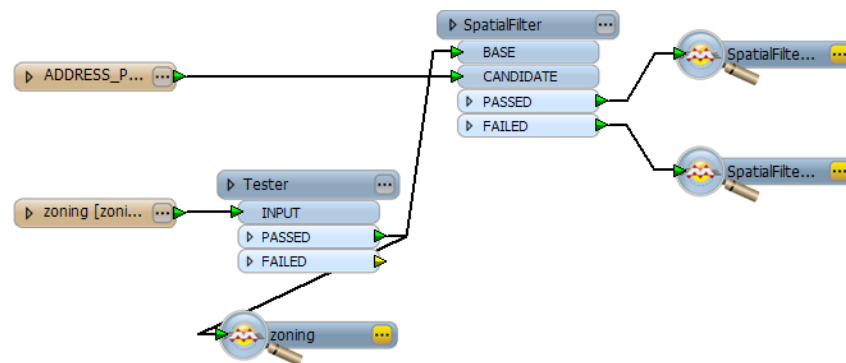 SpatialFilter
BASE
SpatialFilte...
ADDRESS_P...
CANDIDATE
PASSED
FAILED
Tester
SpatialFilte...
zoning [zoni...
INPUT
PASSED
FAILED
zoning